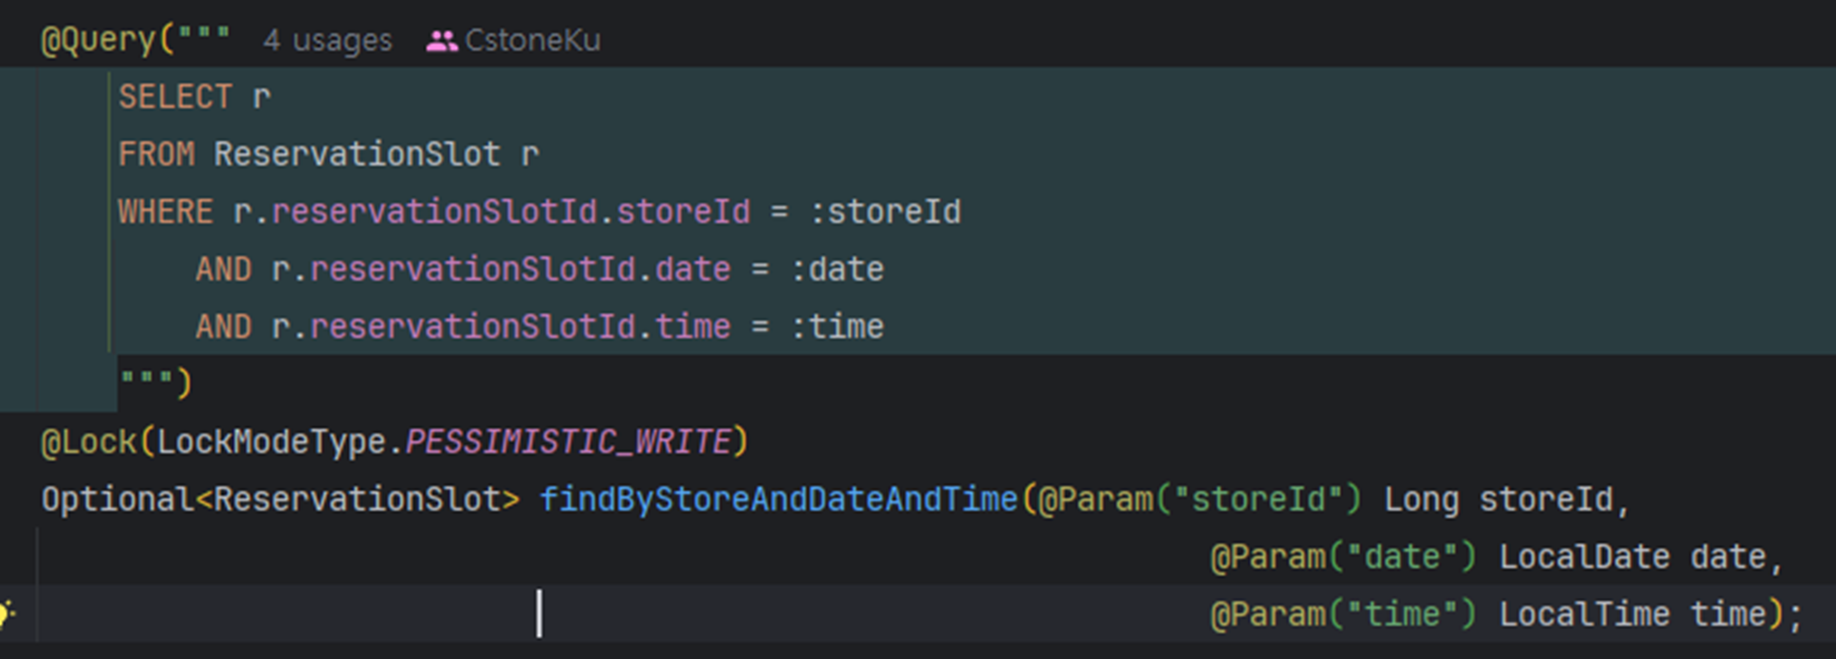 @Query(""" 4 usages CstoneKu
SELECT r
FROM ReservationSlot r
WHERE r.reservationSlotId.storeId = :storeId
AND r.reservationSlotId.date = :date
AND r.reservationSlotId.time = :time
""")
@Lock(LockModeType.PESSIMISTIC_WRITE)
Optional<ReservationSlot> findByStoreAndDateAndTime(@Param("storeId") Long storeId,
@Param("date") LocalDate date,
@Param("time") LocalTime time);